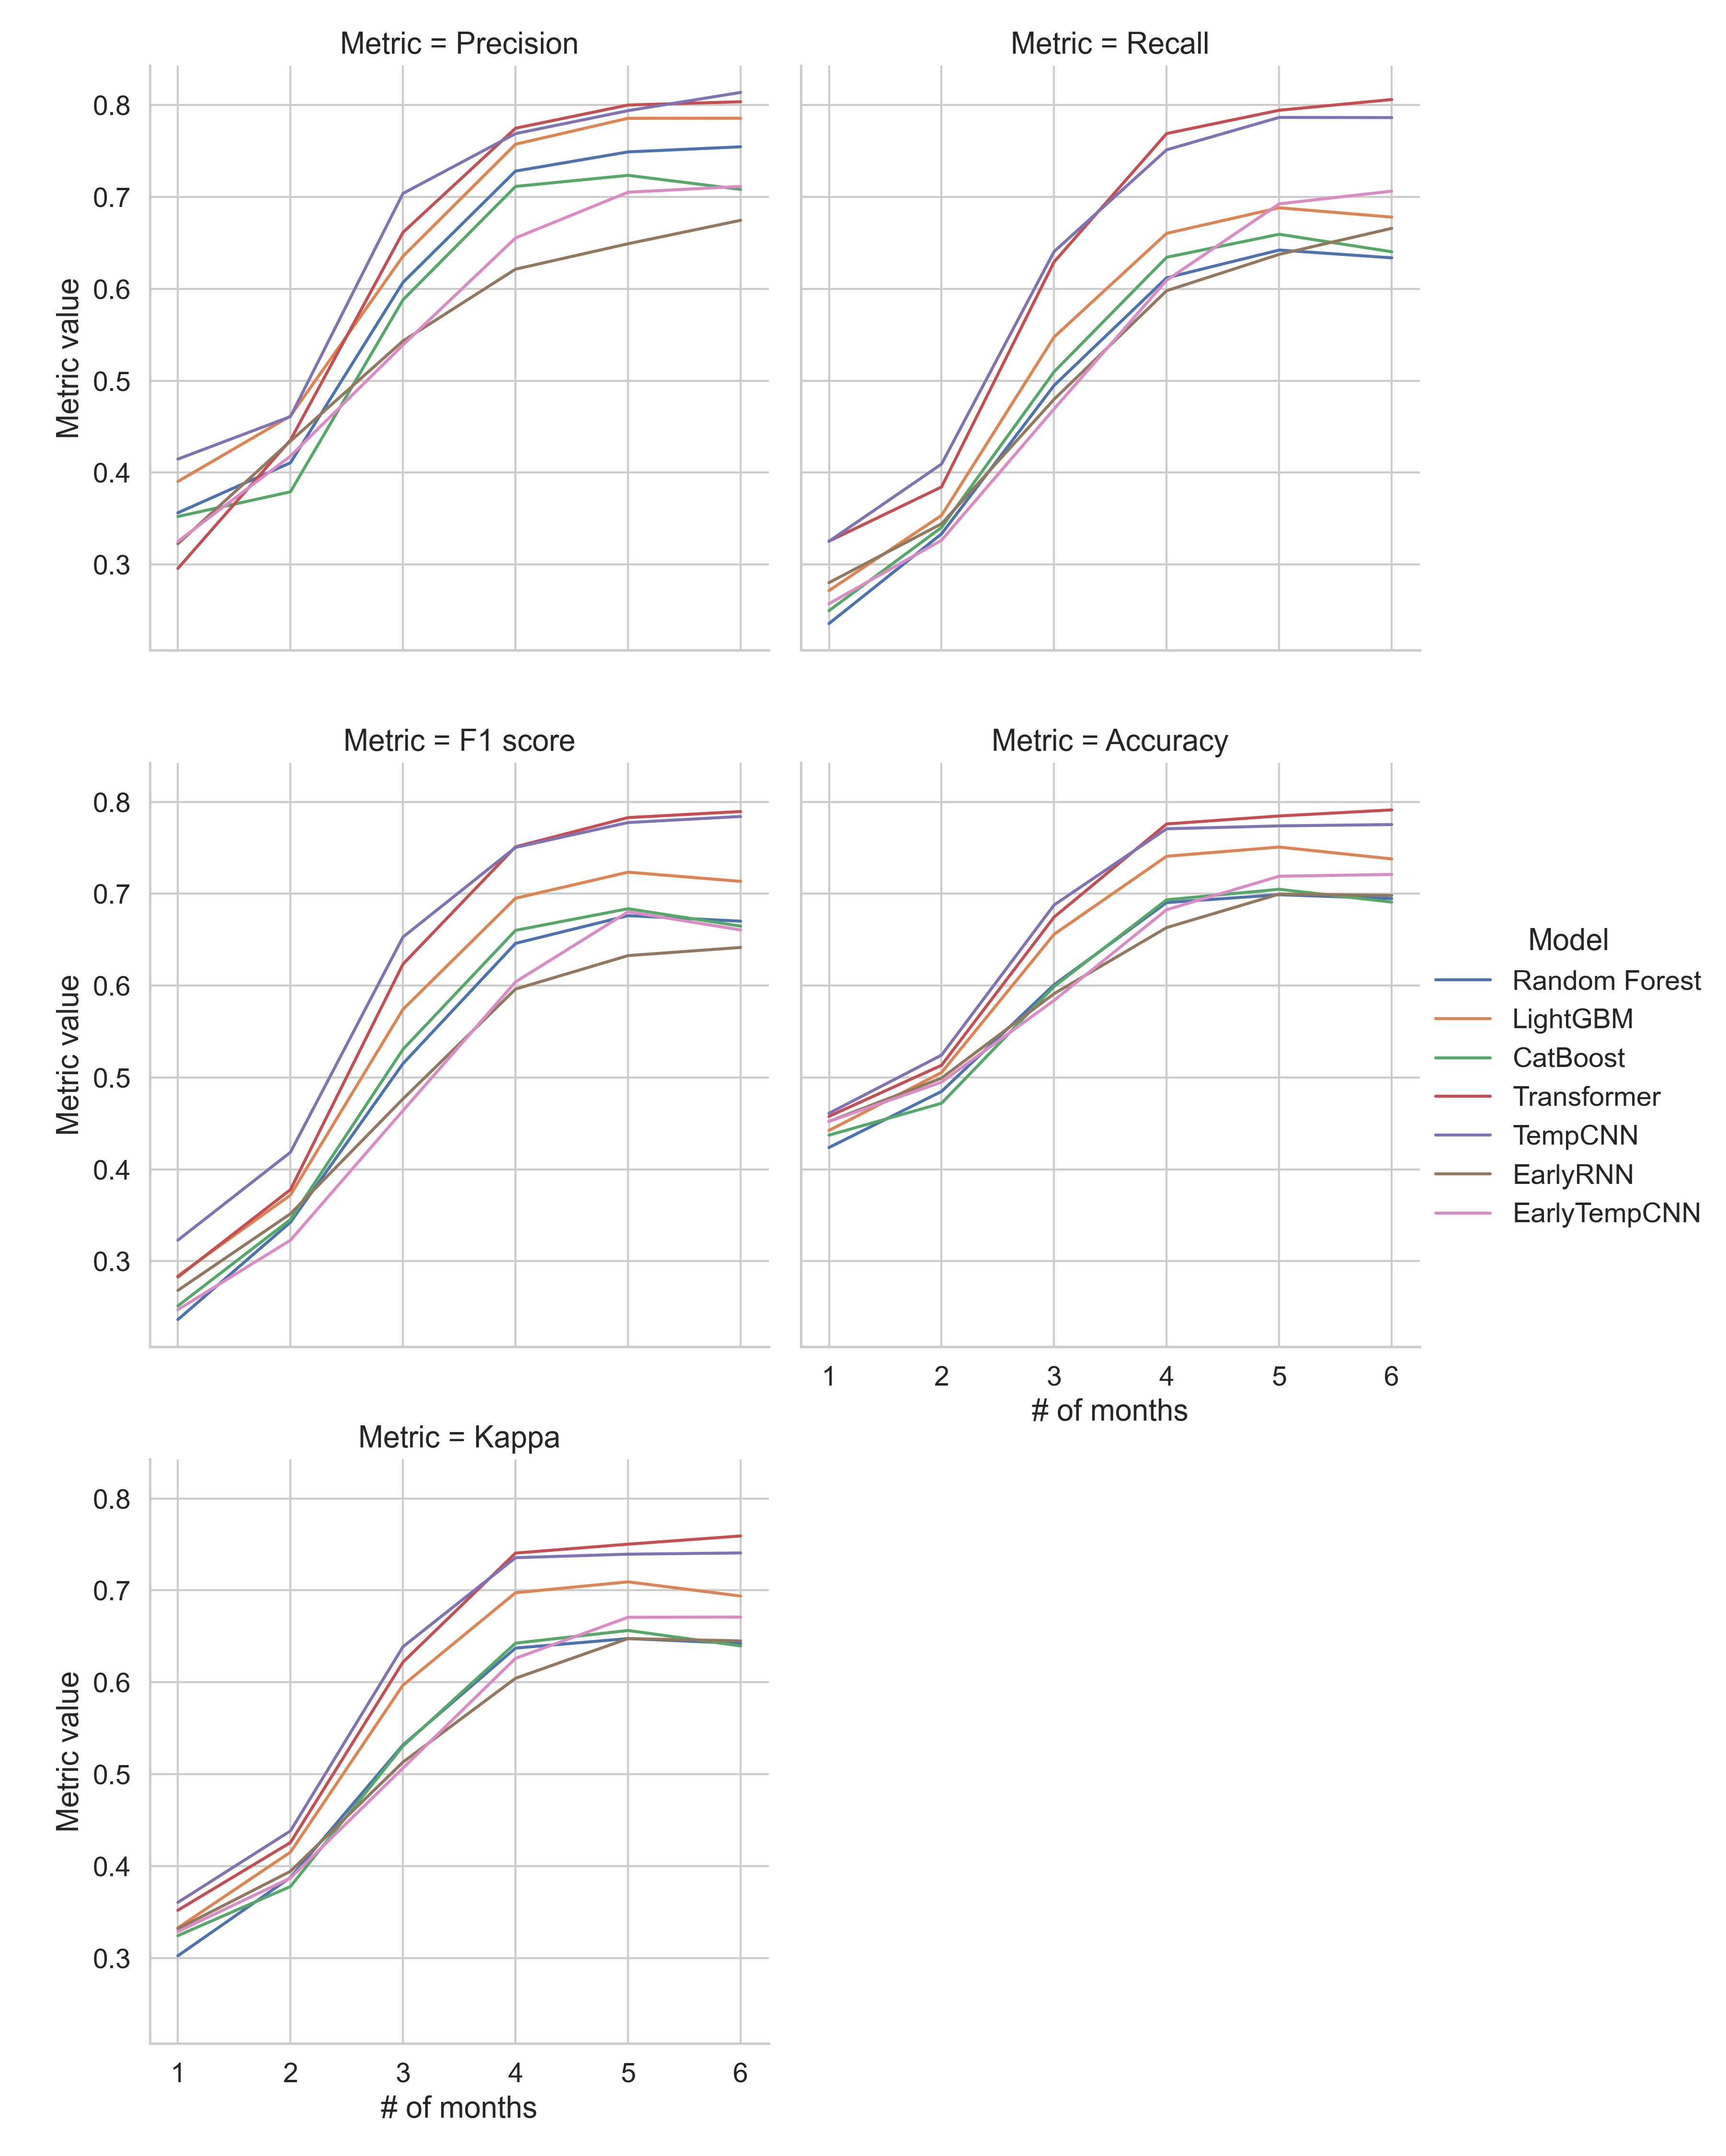 Metric = Precision
Metric = Recall
0.8
0.7
0.6
0.5
0.4
0.3
Metric value
Metric = F1 score
Metric = Accuracy
0.8
0.7
0.6
0.5
0.4
0.3
Metric value
1 2 3 4 5 6
# of months
Model
Random Forest
LightGBM
CatBoost
Transformer
TempCNN
EarlyRNN
EarlyTempCNN
Metric = Kappa
0.8
0.7
0.6
0.5
0.4
0.3
Metric value
1 2 3 4 5 6
# of months